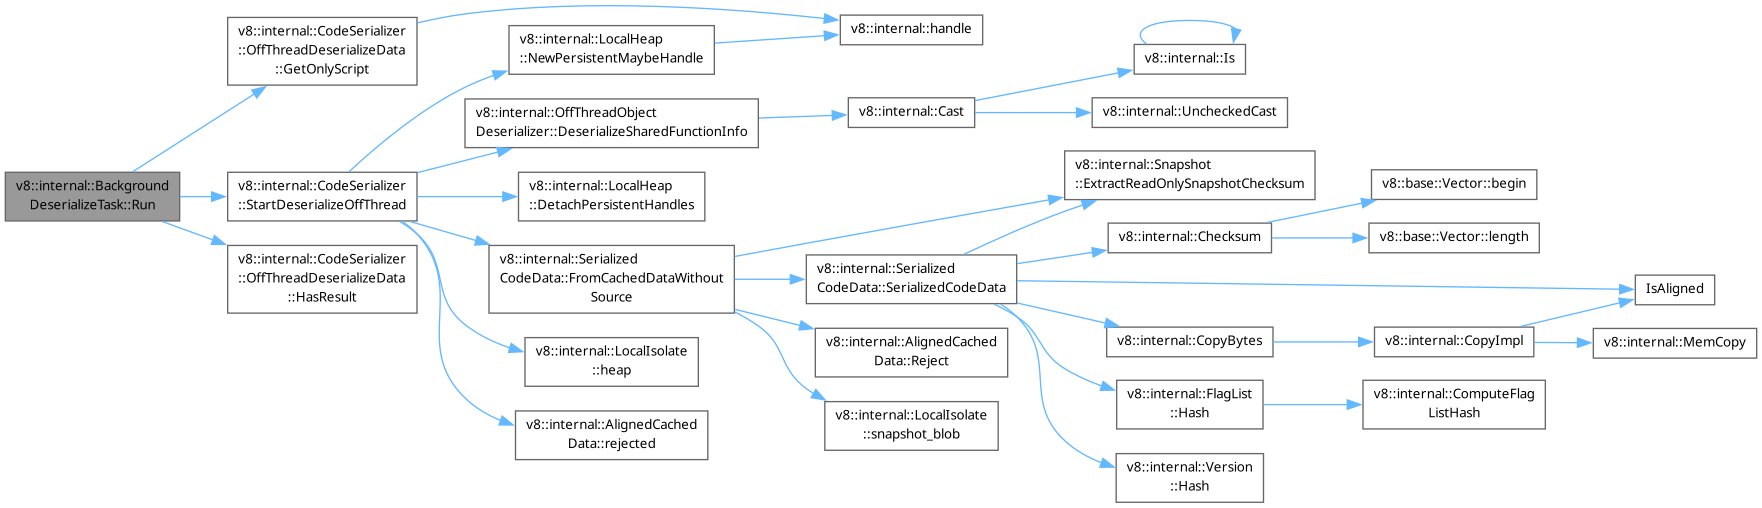 v8::internal::Background
DeserializeTask::Run
v8::internal::CodeSerializer
::OffThreadDeserializeData
::GetOnlyScript
v8::internal::CodeSerializer
::StartDeserializeOffThread
v8::internal::CodeSerializer
::OffThreadDeserializeData
::HasResult
v8::internal::LocalHeap
::NewPersistentMaybeHandle
v8::internal::OffThreadObject
Deserializer::DeserializeSharedFunctionInfo
v8::internal::LocalHeap
::DetachPersistentHandles
v8::internal::Serialized
CodeData::FromCachedDataWithout
Source
v8::internal::LocalIsolate
::heap
v8::internal::AlignedCached
Data::rejected
v8::internal::handle
v8::internal::Cast
v8::internal::Serialized
CodeData::SerializedCodeData
v8::internal::AlignedCached
Data::Reject
v8::internal::LocalIsolate
::snapshot_blob
v8::internal::Is
v8::internal::UncheckedCast
v8::internal::Snapshot
::ExtractReadOnlySnapshotChecksum
v8::internal::Checksum
v8::internal::CopyBytes
v8::internal::FlagList
::Hash
v8::internal::Version
::Hash
v8::base::Vector::begin
v8::base::Vector::length
v8::internal::CopyImpl
v8::internal::ComputeFlag
ListHash
IsAligned
v8::internal::MemCopy